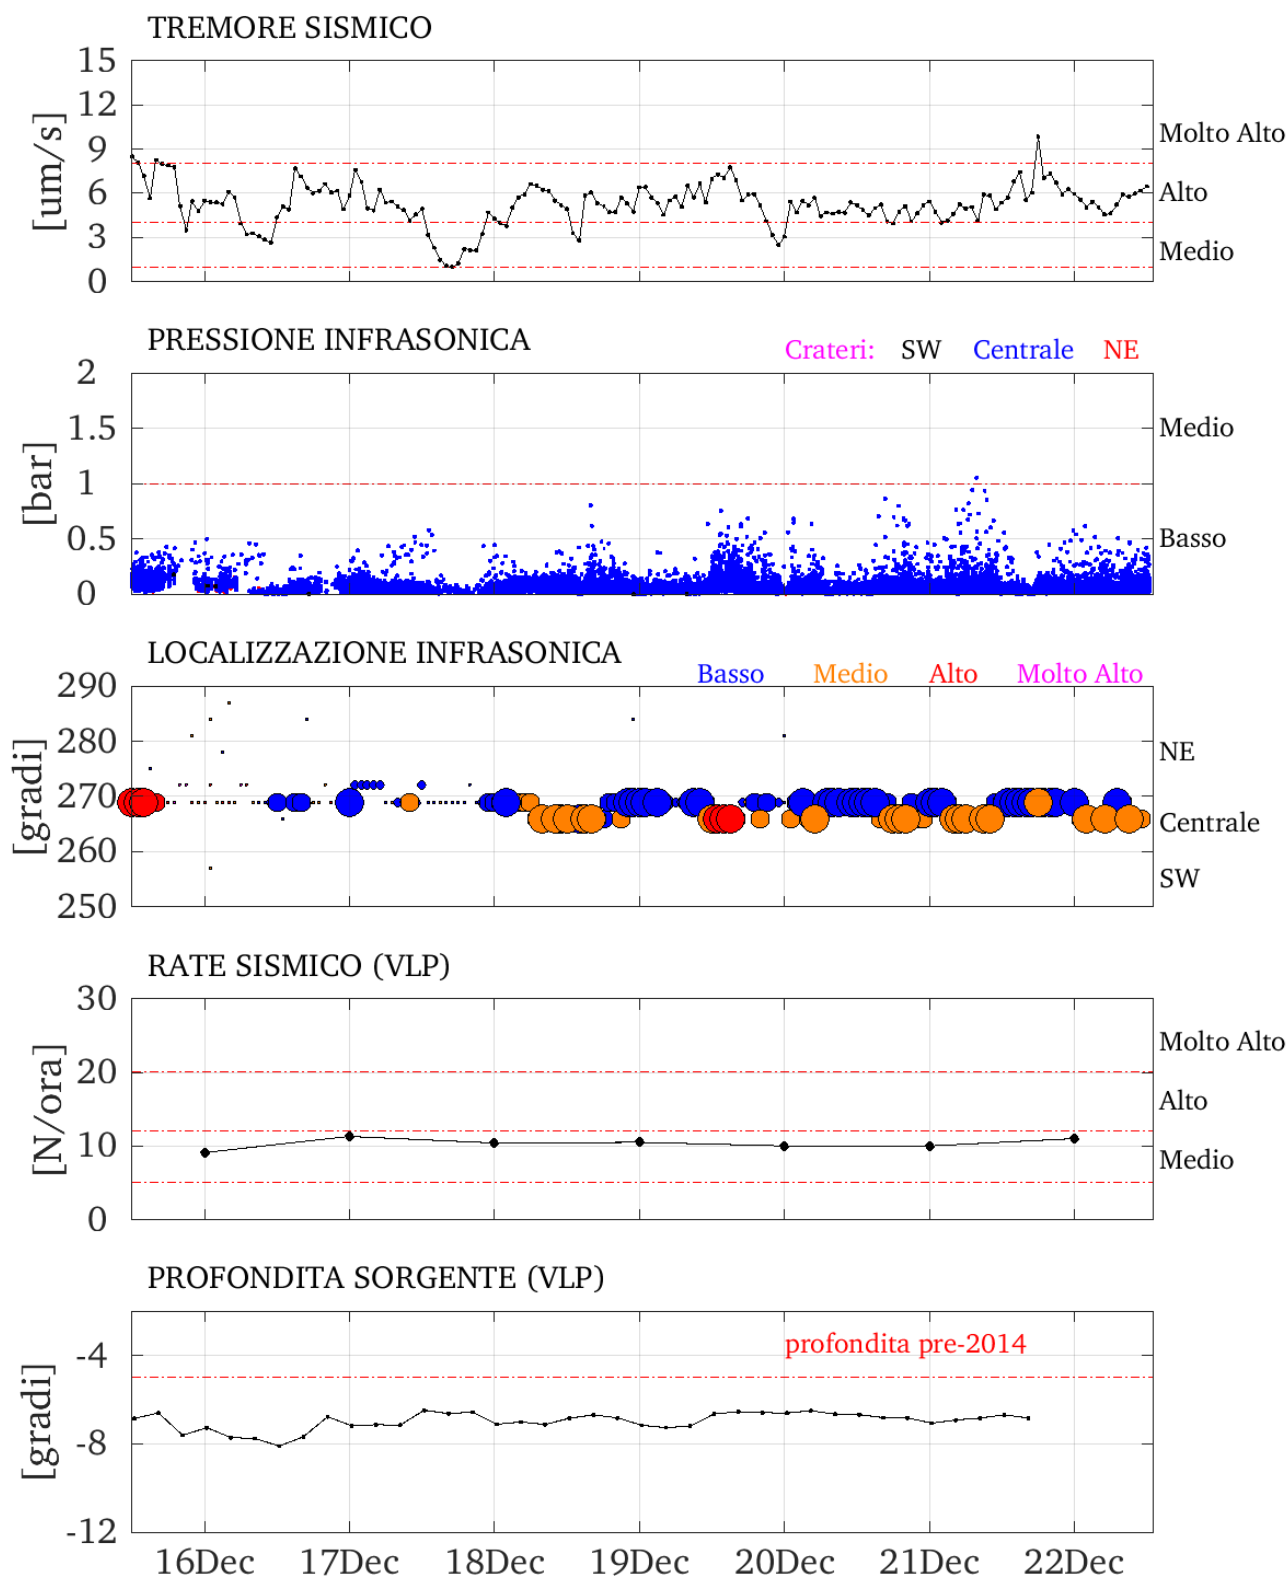 TREMORE SISMICO
15
12
9
6
3
0
[um/s]
Molto Alto
Alto
Medio
PRESSIONE INFRASONICA
Crateri: SW Centrale NE
2
1.5
1
0.5
0
[bar]
Medio
Basso
LOCALIZZAZIONE INFRASONICA
Basso Medio Alto Molto Alto
290
280
270
260
250
[gradi]
NE
Centrale
SW
RATE SISMICO (VLP)
30
20
10
0
[N/ora]
Molto Alto
Alto
Medio
PROFONDITA SORGENTE (VLP)
profondita pre-2014
-4
-8
-12
[gradi]
16Dec 17Dec 18Dec 19Dec 20Dec 21Dec 22Dec